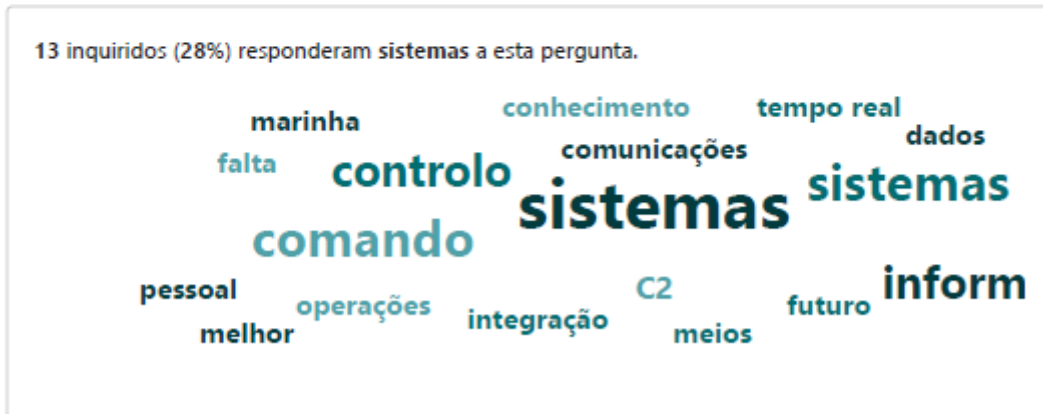 13 inquiridos (28%) responderam sistemas a esta pergunta.
conhecimento tempo real
marinha
dados
comunicações
falta
controlo
sistemas
sistemas
comando
inform
pessoal
C2
operações
futuro
integração
melhor
meios